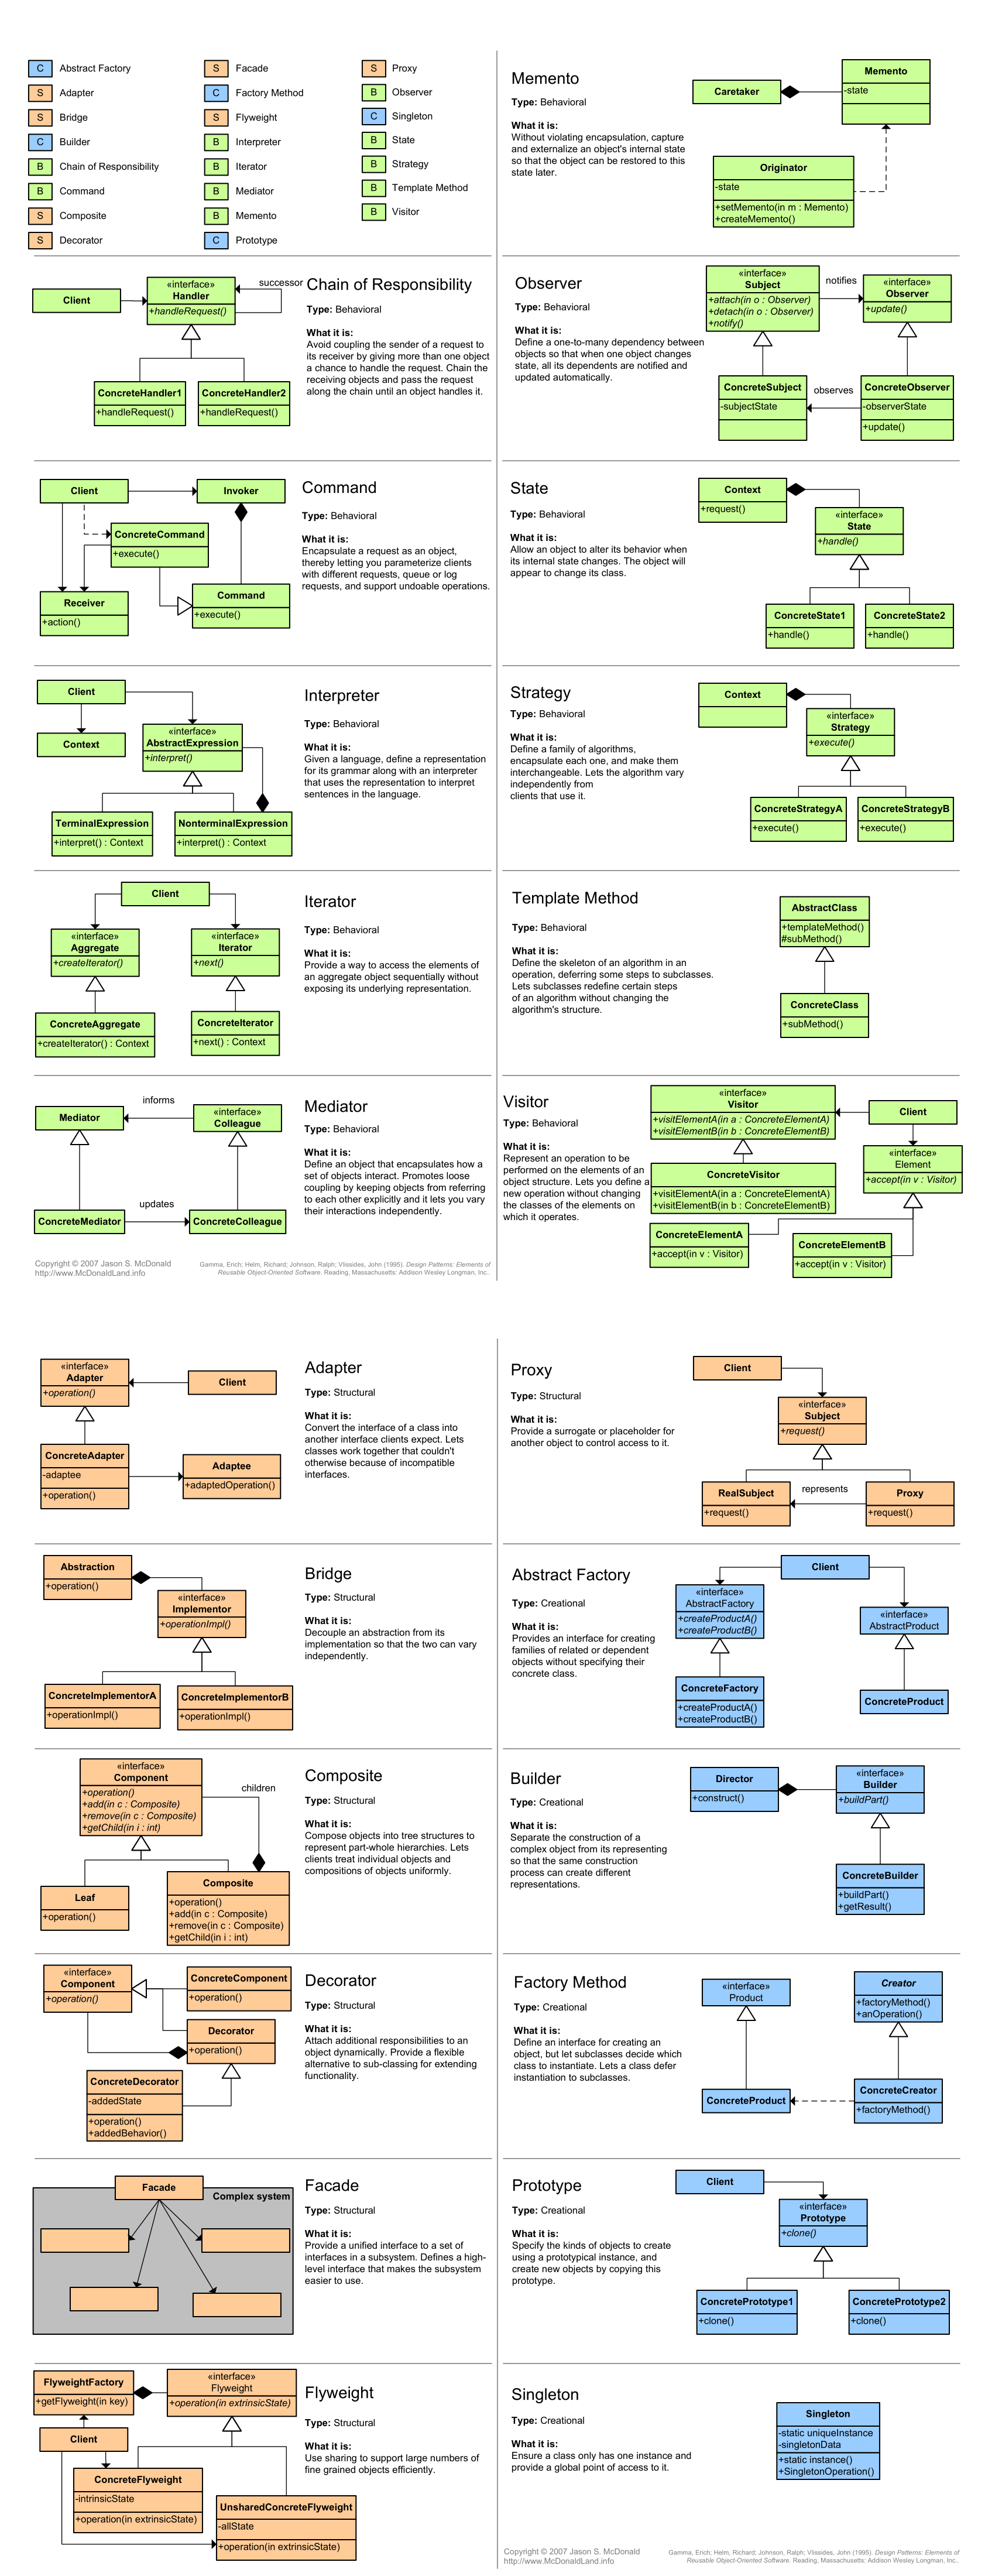 C Abstract Factory
S Adapter
S Bridge
C Builder
B Chain of Responsibility
B Command
S Composite
S Decorator
S Facade
C Factory Method
S Flyweight
B Interpreter
B Iterator
B Mediator
B Memento
C Prototype
S Proxy
B Observer
C Singleton
B State
B Strategy
B Template Method
B Visitor
Memento
Type: Behavioral
What it is:
Without violating encapsulation, capture
and externalize an object's internal state
so that the object can be restored to this
state later.
Caretaker
Memento
-state
Originator
-state
+setMemento(in m : Memento)
+createMemento()
Client
«interface»
Handler
+handleRequest()
successor
ConcreteHandler1
+handleRequest()
ConcreteHandler2
+handleRequest()
Chain of Responsibility
Type: Behavioral
What it is:
Avoid coupling the sender of a request to
its receiver by giving more than one object
a chance to handle the request. Chain the
receiving objects and pass the request
along the chain until an object handles it.
Observer
Type: Behavioral
What it is:
Define a one-to-many dependency between
objects so that when one object changes
state, all its dependents are notified and
updated automatically.
«interface»
Subject
+attach(in o : Observer)
+detach(in o : Observer)
+notify()
notifies
«interface»
Observer
+update()
ConcreteSubject
-subjectState
observes
ConcreteObserver
-observerState
+update()
Client
Invoker
ConcreteCommand
+execute()
Receiver
+action()
Command
+execute()
Command
Type: Behavioral
What it is:
Encapsulate a request as an object,
thereby letting you parameterize clients
with different requests, queue or log
requests, and support undoable operations.
State
Type: Behavioral
What it is:
Allow an object to alter its behavior when
its internal state changes. The object will
appear to change its class.
Context
+request()
«interface»
State
+handle()
ConcreteState1
+handle()
ConcreteState2
+handle()
Client
Context
«interface»
AbstractExpression
+interpret()
TerminalExpression
+interpret() : Context
NonterminalExpression
+interpret() : Context
Interpreter
Type: Behavioral
What it is:
Given a language, define a representation
for its grammar along with an interpreter
that uses the representation to interpret
sentences in the language.
Strategy
Type: Behavioral
What it is:
Define a family of algorithms,
encapsulate each one, and make them
interchangeable. Lets the algorithm vary
independently from
clients that use it.
Context
«interface»
Strategy
+execute()
ConcreteStrategyA
+execute()
ConcreteStrategyB
+execute()
Client
«interface»
Aggregate
+createIterator()
«interface»
Iterator
+next()
ConcreteAggregate
+createIterator() : Context
ConcreteIterator
+next() : Context
Iterator
Type: Behavioral
What it is:
Provide a way to access the elements of
an aggregate object sequentially without
exposing its underlying representation.
Template Method
Type: Behavioral
What it is:
Define the skeleton of an algorithm in an
operation, deferring some steps to subclasses.
Lets subclasses redefine certain steps
of an algorithm without changing the
algorithm's structure.
AbstractClass
+templateMethod()
#subMethod()
ConcreteClass
+subMethod()
Mediator
informs
«interface»
Colleague
updates
ConcreteMediator
ConcreteColleague
Mediator
Type: Behavioral
What it is:
Define an object that encapsulates how a
set of objects interact. Promotes loose
coupling by keeping objects from referring
to each other explicitly and it lets you vary
their interactions independently.
Visitor
Type: Behavioral
What it is:
Represent an operation to be
performed on the elements of an
object structure. Lets you define a
new operation without changing
the classes of the elements on
which it operates.
«interface»
Visitor
+visitElementA(in a : ConcreteElementA)
+visitElementB(in b : ConcreteElementB)
Client
ConcreteVisitor
+visitElementA(in a : ConcreteElementA)
+visitElementB(in b : ConcreteElementB)
«interface»
Element
+accept(in v : Visitor)
ConcreteElementA
+accept(in v : Visitor)
ConcreteElementB
+accept(in v : Visitor)
Copyright © 2007 Jason S. McDonald
http://www.McDonaldLand.info
Gamma, Erich; Helm, Richard; Johnson, Ralph; Vlissides, John (1995). Design Patterns: Elements of
Reusable Object-Oriented Software. Reading, Massachusetts: Addison Wesley Longman, Inc..
«interface»
Adapter
+operation()
Client
ConcreteAdapter
-adaptee
+operation()
Adaptee
+adaptedOperation()
Adapter
Type: Structural
What it is:
Convert the interface of a class into
another interface clients expect. Lets
classes work together that couldn't
otherwise because of incompatible
interfaces.
Proxy
Type: Structural
What it is:
Provide a surrogate or placeholder for
another object to control access to it.
Client
«interface»
Subject
+request()
RealSubject
+request()
represents
Proxy
+request()
Abstraction
+operation()
«interface»
Implementor
+operationImpl()
ConcreteImplementorA
+operationImpl()
ConcreteImplementorB
+operationImpl()
Bridge
Type: Structural
What it is:
Decouple an abstraction from its
implementation so that the two can vary
independently.
Abstract Factory
Type: Creational
What it is:
Provides an interface for creating
families of related or dependent
objects without specifying their
concrete class.
Client
«interface»
AbstractFactory
+createProductA()
+createProductB()
«interface»
AbstractProduct
ConcreteFactory
+createProductA()
+createProductB()
ConcreteProduct
«interface»
Component
+operation()
+add(in c : Composite)
+remove(in c : Composite)
+getChild(in i : int)
children
Leaf
+operation()
Composite
+operation()
+add(in c : Composite)
+remove(in c : Composite)
+getChild(in i : int)
Composite
Type: Structural
What it is:
Compose objects into tree structures to
represent part-whole hierarchies. Lets
clients treat individual objects and
compositions of objects uniformly.
Builder
Type: Creational
What it is:
Separate the construction of a
complex object from its representing
so that the same construction
process can create different
representations.
Director
+construct()
«interface»
Builder
+buildPart()
ConcreteBuilder
+buildPart()
+getResult()
«interface»
Component
+operation()
ConcreteComponent
+operation()
Decorator
+operation()
ConcreteDecorator
-addedState
+operation()
+addedBehavior()
Decorator
Type: Structural
What it is:
Attach additional responsibilities to an
object dynamically. Provide a flexible
alternative to sub-classing for extending
functionality.
Factory Method
Type: Creational
What it is:
Define an interface for creating an
object, but let subclasses decide which
class to instantiate. Lets a class defer
instantiation to subclasses.
«interface»
Product
Creator
+factoryMethod()
+anOperation()
ConcreteProduct
ConcreteCreator
+factoryMethod()
Facade
Complex system
Facade
Type: Structural
What it is:
Provide a unified interface to a set of
interfaces in a subsystem. Defines a high-
level interface that makes the subsystem
easier to use.
Prototype
Type: Creational
What it is:
Specify the kinds of objects to create
using a prototypical instance, and
create new objects by copying this
prototype.
Client
«interface»
Prototype
+clone()
ConcretePrototype1
+clone()
ConcretePrototype2
+clone()
FlyweightFactory
+getFlyweight(in key)
«interface»
Flyweight
+operation(in extrinsicState)
Client
ConcreteFlyweight
-intrinsicState
+operation(in extrinsicState)
UnsharedConcreteFlyweight
-allState
+operation(in extrinsicState)
Flyweight
Type: Structural
What it is:
Use sharing to support large numbers of
fine grained objects efficiently.
Singleton
Type: Creational
What it is:
Ensure a class only has one instance and
provide a global point of access to it.
Singleton
-static uniqueInstance
-singletonData
+static instance()
+SingletonOperation()
Copyright © 2007 Jason S. McDonald
http://www.McDonaldLand.info
Gamma, Erich; Helm, Richard; Johnson, Ralph; Vlissides, John (1995). Design Patterns: Elements of
Reusable Object-Oriented Software. Reading, Massachusetts: Addison Wesley Longman, Inc..